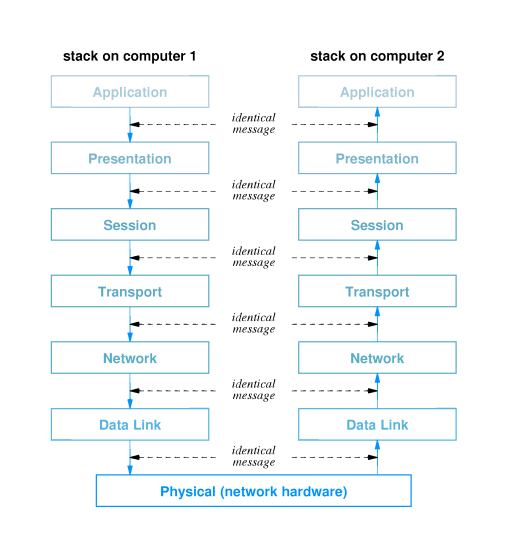 stack on computer 1
stack on computer 2
Application
Application
identical
message
Presentation
Presentation
identical
message
Session
Session
identical
message
Transport
Transport
identical
message
Network
Network
identical
message
Data Link
Data Link
identical
message
Physical (network hardware)